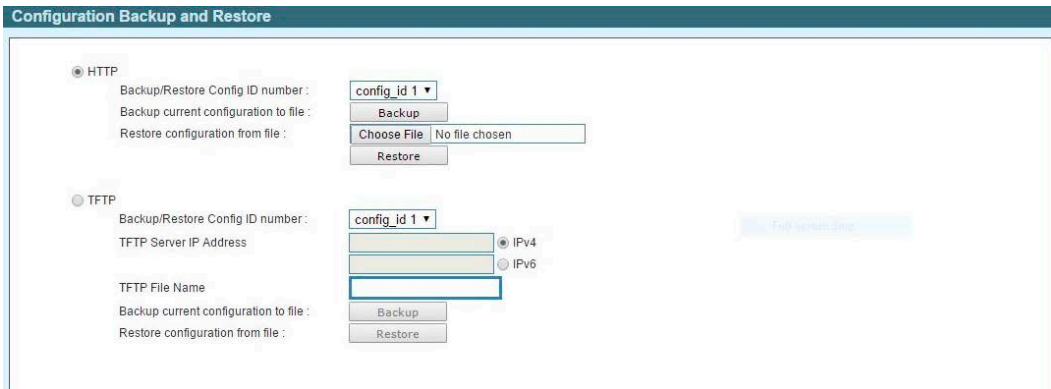 Configuration Backup and Restore
HTTP
Backup/Restore Config ID number :
config_id 1
Backup current configuration to file :
Backup
Restore configuration from file :
Choose File No file chosen
Restore
TFTP
Backup/Restore Config ID number :
config_id 1
TFTP Server IP Address
IPv4
IPv6
TFTP File Name
Backup current configuration to file :
Backup
Restore configuration from file :
Restore